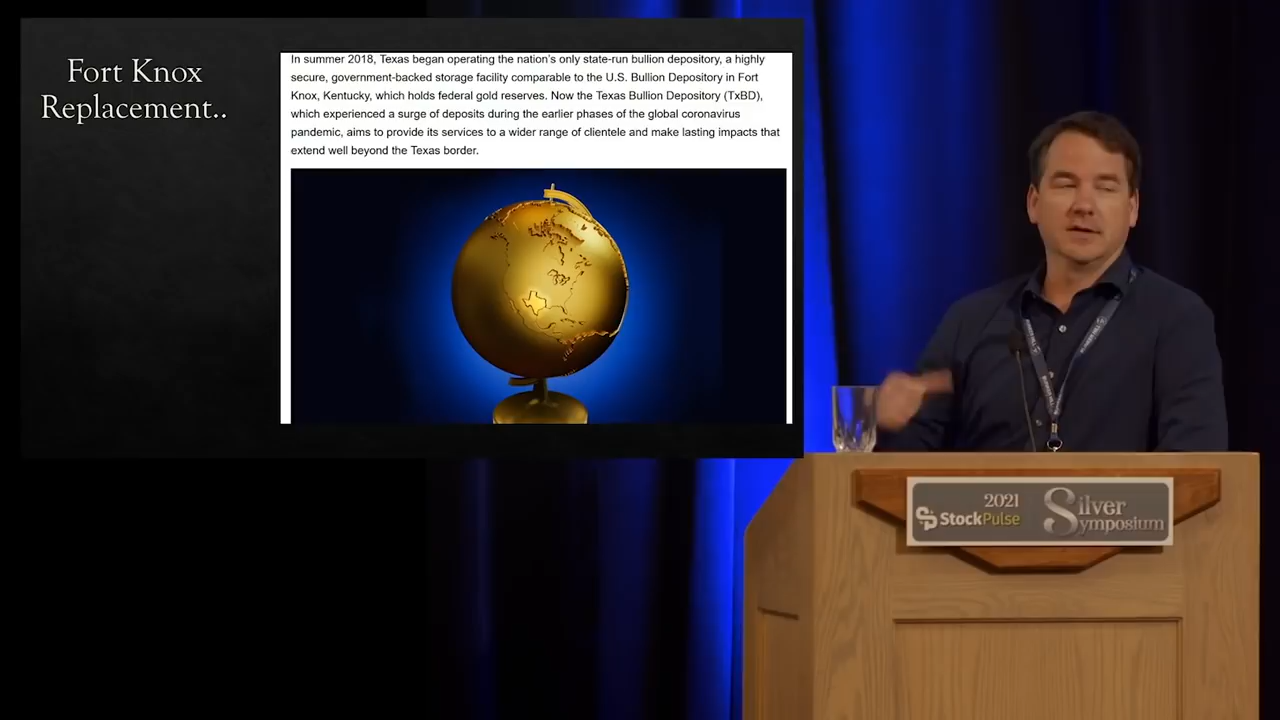 Fort Knox
Replacement..
In summer 2018, Texas began operating the nation's only state-run bullion depository, a highly
secure, government-backed storage facility comparable to the U.S. Bullion Depository in Fort
Knox, Kentucky, which holds federal gold reserves. Now the Texas Bullion Depository (TxBD),
which experienced a surge of deposits during the earlier phases of the global coronavirus
pandemic, aims to provide its services to a wider range of clientele and make lasting impacts that
extend well beyond the Texas border.
2021
StockPulse
Silver
Symposium